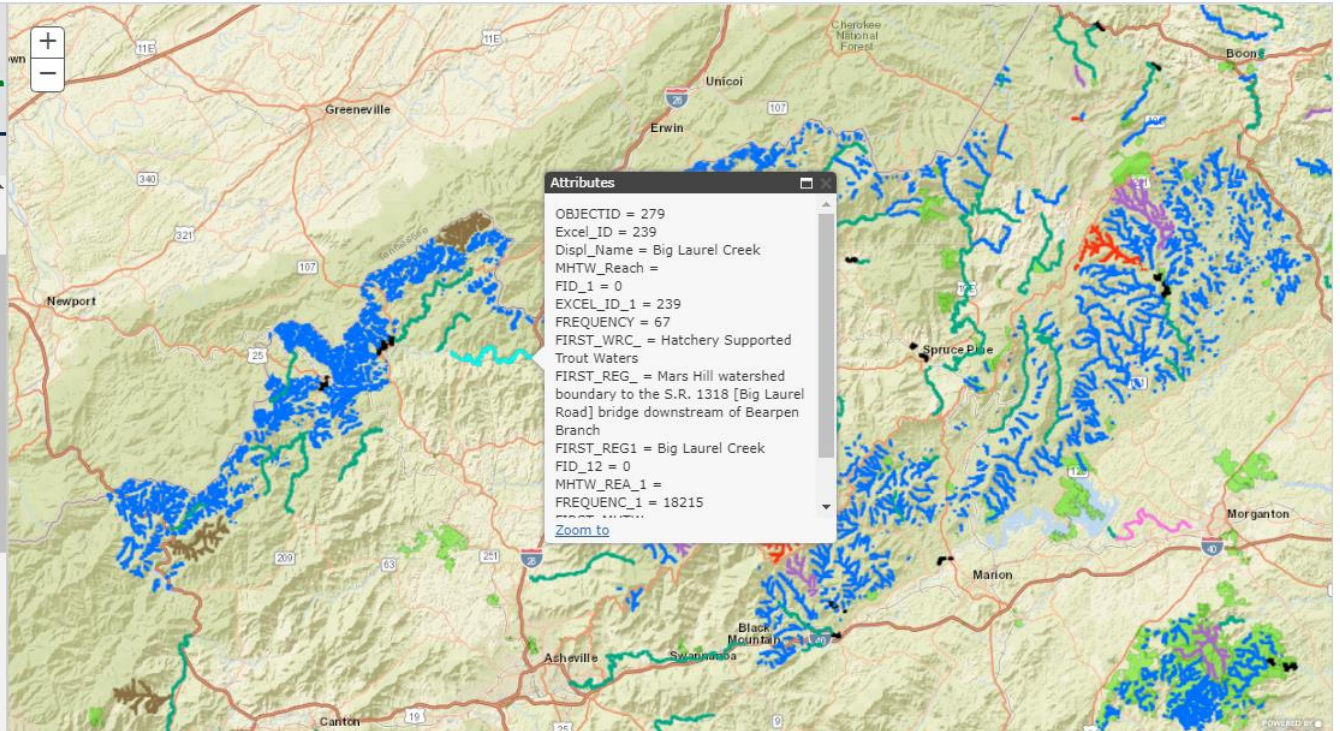 +
−
own
11E
11E
Cherokee
National
Forest
Boone
Unicoi
26
107
Greeneville
Erwin
340
321
Tennessee
107
Newport
25
Spruce Pine
Attributes
OBJECTID = 279
Excel_ID = 239
Displ_Name = Big Laurel Creek
MHTW_Reach =
FID_1 = 0
EXCEL_ID_1 = 239
FREQUENCY = 67
FIRST_WRC_ = Hatchery Supported
Trout Waters
FIRST_REG_ = Mars Hill watershed
boundary to the S.R. 1318 [Big Laurel
Road] bridge downstream of Bearpen
Branch
FIRST_REG1 = Big Laurel Creek
FID_12 = 0
MHTW_REA_1 =
FREQUENC_1 = 18215
Zoom to
209
63
251
26
Morganton
40
Marion
Black
Mountain
Asheville
Swannanoa
Canton
19
25
9
POWERED BY